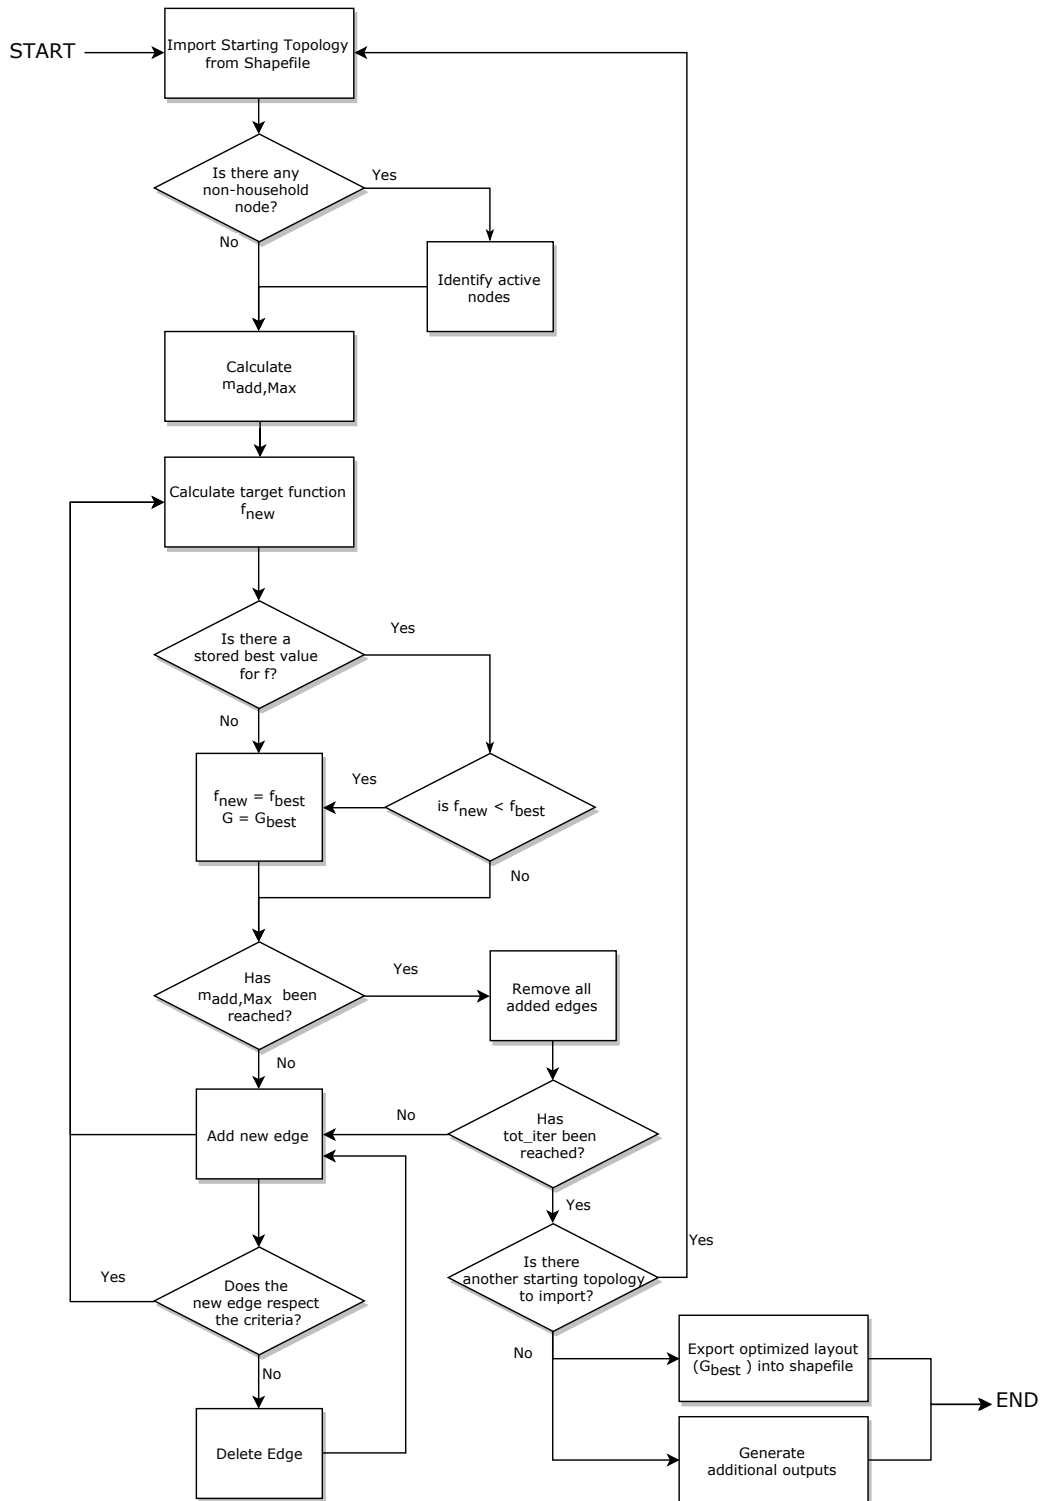 START
Import Starting Topology
from Shapefile
Is there any
non-household
node?
Yes
No
Identify active
nodes
Calculate
madd,Max
Calculate target function
fnew
Is there a
stored best value
for f?
Yes
No
fnew = fbest
G = Gbest
Yes
is fnew < fbest
No
Has
madd,Max been
reached?
Yes
Remove all
added edges
No
Add new edge
No
Has
tot_iter been
reached?
Yes
Does the
new edge respect
the criteria?
Yes
No
Delete Edge
Is there
another starting topology
to import?
Yes
No
Export optimized layout
(Gbest ) into shapefile
Generate
additional outputs
END